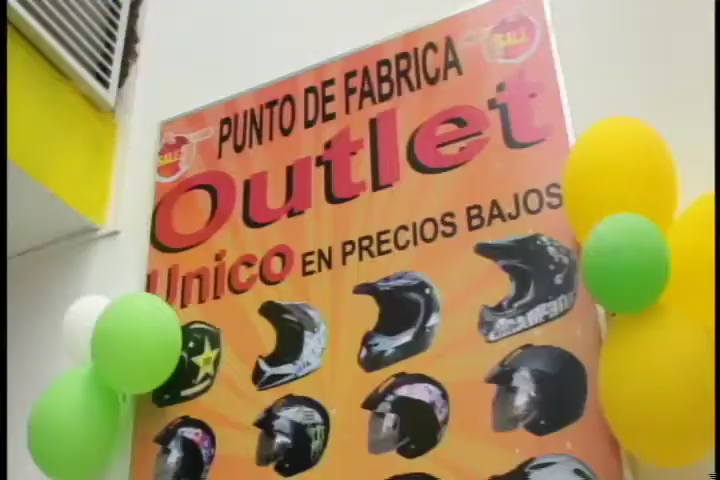 PUNTO DE FABRICA
SALE
SALE
Outlet
Unico EN PRECIOS BAJOS